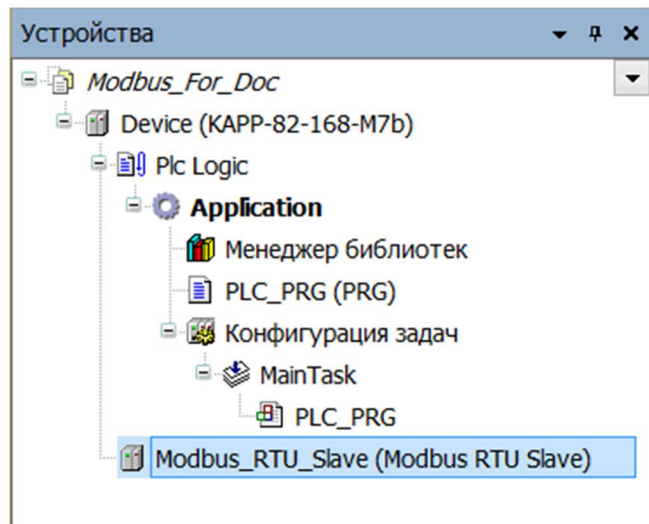 Устройства
Modbus_For_Doc
Device (KAPP-82-168-M7b)
Plc Logic
Application
Менеджер библиотек
PLC_PRG (PRG)
Конфигурация задач
MainTask
PLC_PRG
Modbus_RTU_Slave (Modbus RTU Slave)